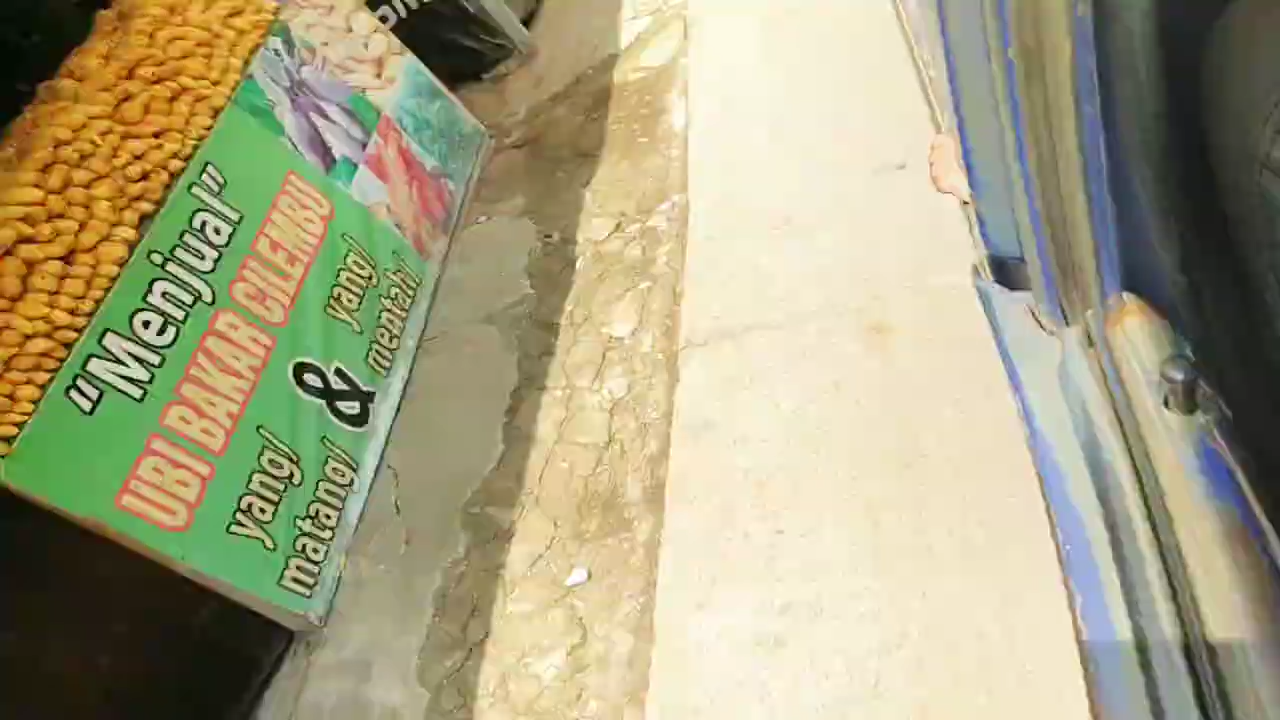 "Menjual"
UBI BAKAR CILEMBU
yang/
matang/
&
yang/
mentah/